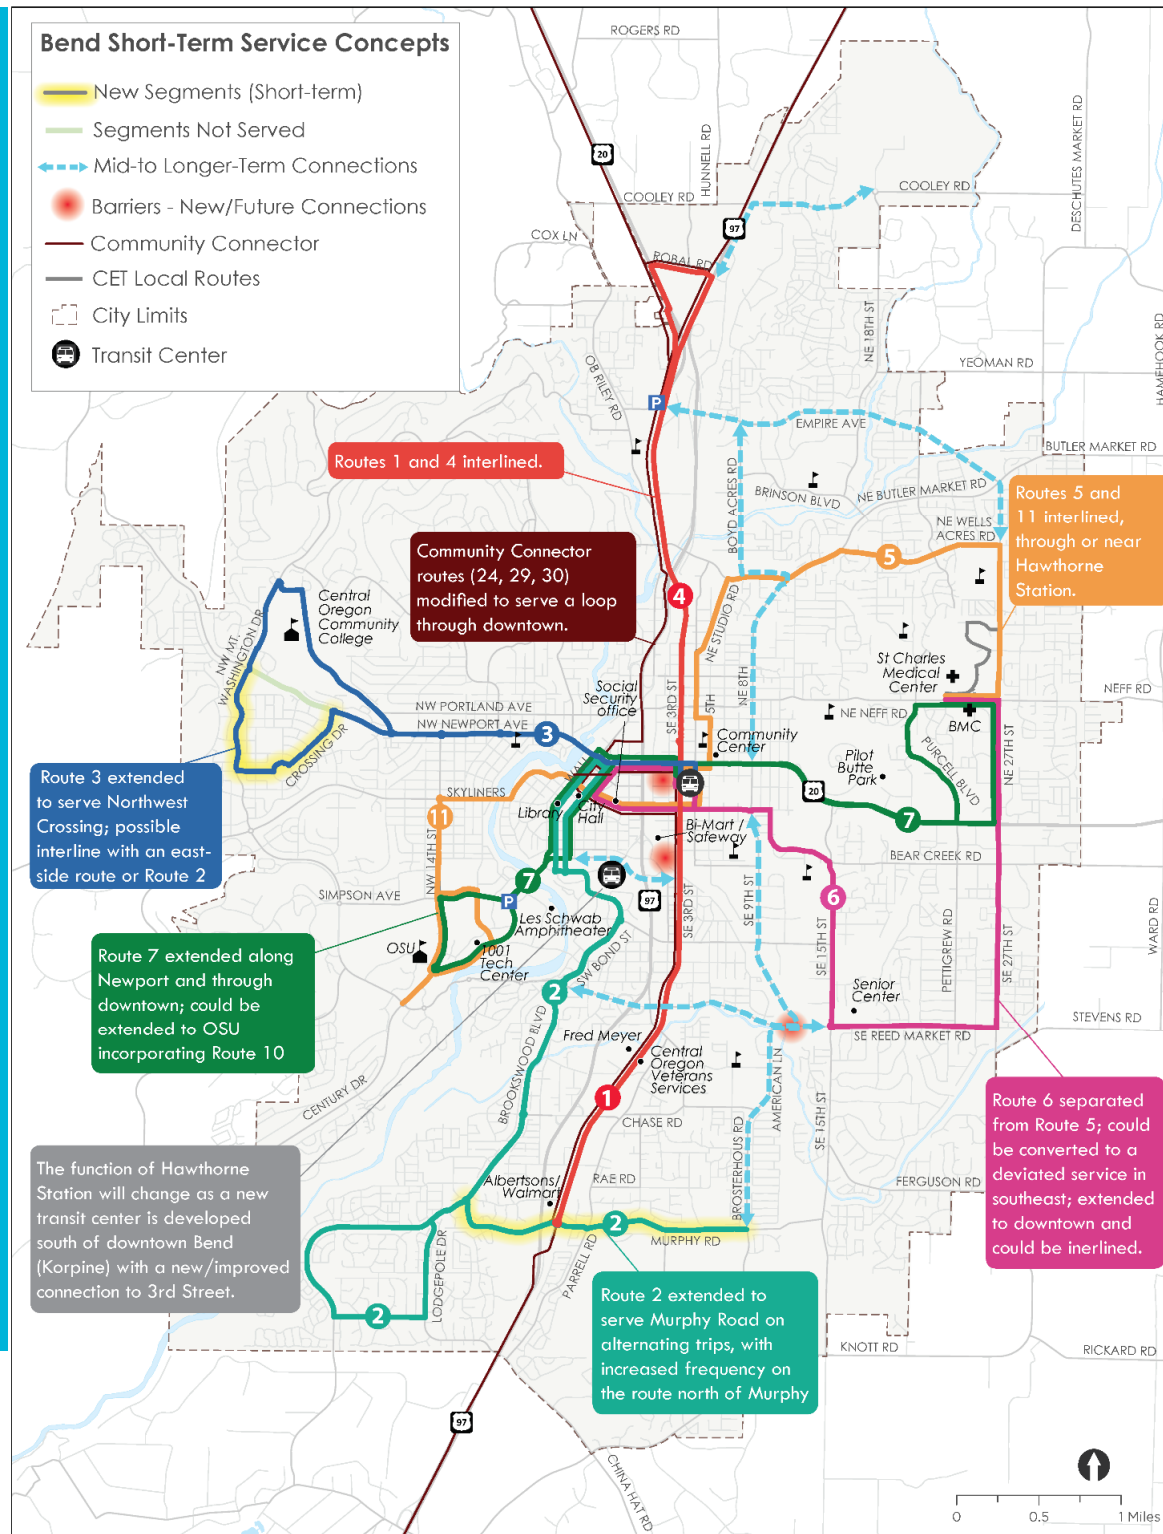 Bend Short-Term Service Concepts
New Segments (Short-term)
Segments Not Served
Mid-to Longer-Term Connections
Barriers - New/Future Connections
Community Connector
CET Local Routes
City Limits
Transit Center
ROGERS RD
HUNNELL RD
DESCHUTES MARKET RD
20
COOLEY RD
COOLEY RD
97
COX LN
ROBAL RD
NE 18TH ST
YEOMAN RD
HAMEHOOK RD
OB RILEY RD
P
EMPIRE AVE
BUTLER MARKET RD
Routes 1 and 4 interlined.
BOYD ACRES RD
BRINSON BLVD
NE BUTLER MARKET RD
NE WELLS
ACRES RD
Routes 5 and
11 interlined,
through or near
Hawthorne
Station.
Community Connector
routes (24, 29, 30)
modified to serve a loop
through downtown.
5
4
Central
Oregon
Community
College
NW MT.
WASHINGTON DR
NE STUDIO RD
NE 8TH
St Charles
Medical
Center
NEFF RD
Social
Security
office
SE 3RD ST
5TH
NW PORTLAND AVE
NW NEWPORT AVE
3
NE NEFF RD
BMC
CROSSING DR
WALL
Community
Center
Pilot
Butte
Park
PURCELL BLVD
NE 27TH ST
Route 3 extended
to serve Northwest
Crossing; possible
interline with an east-
side route or Route 2
SKYLINERS
Library
City
Hall
20
7
11
Bi-Mart /
Safeway
BEAR CREEK RD
NW 14TH ST
7
SIMPSON AVE
P
97
SE 3RD ST
SE 9TH ST
6
SE 15TH ST
PETTIGREW RD
SE 27TH ST
WARD RD
Les Schwab
Amphitheater
OSU
1001
Tech
Center
SW BOND ST
Route 7 extended along
Newport and through
downtown; could be
extended to OSU
incorporating Route 10
2
Senior
Center
STEVENS RD
SE REED MARKET RD
Fred Meyer
Central
Oregon
Veterans
Services
BROOKSWOOD BLVD
CENTURY DR
1
CHASE RD
AMERICAN LN
SE 15TH ST
BROSTERHOUS RD
Route 6 separated
from Route 5; could
be converted to a
deviated service in
southeast; extended
to downtown and
could be inerlined.
The function of Hawthorne
Station will change as a new
transit center is developed
south of downtown Bend
(Korpine) with a new/improved
connection to 3rd Street.
Albertsons/
Walmart
RAE RD
FERGUSON RD
2
MURPHY RD
LODGEPOLE DR
PARRELL RD
2
Route 2 extended to
serve Murphy Road on
alternating trips, with
increased frequency on
the route north of Murphy
KNOTT RD
RICKARD RD
97
CHINA HAT RD
0 0.5 1 Miles